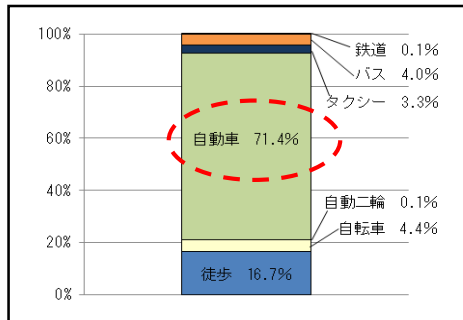 100%
80%
60%
40%
20%
0%
鉄道 0.1%
バス 4.0%
タクシー 3.3%
自動車 71.4%
自動二輪 0.1%
自転車 4.4%
徒歩 16.7%